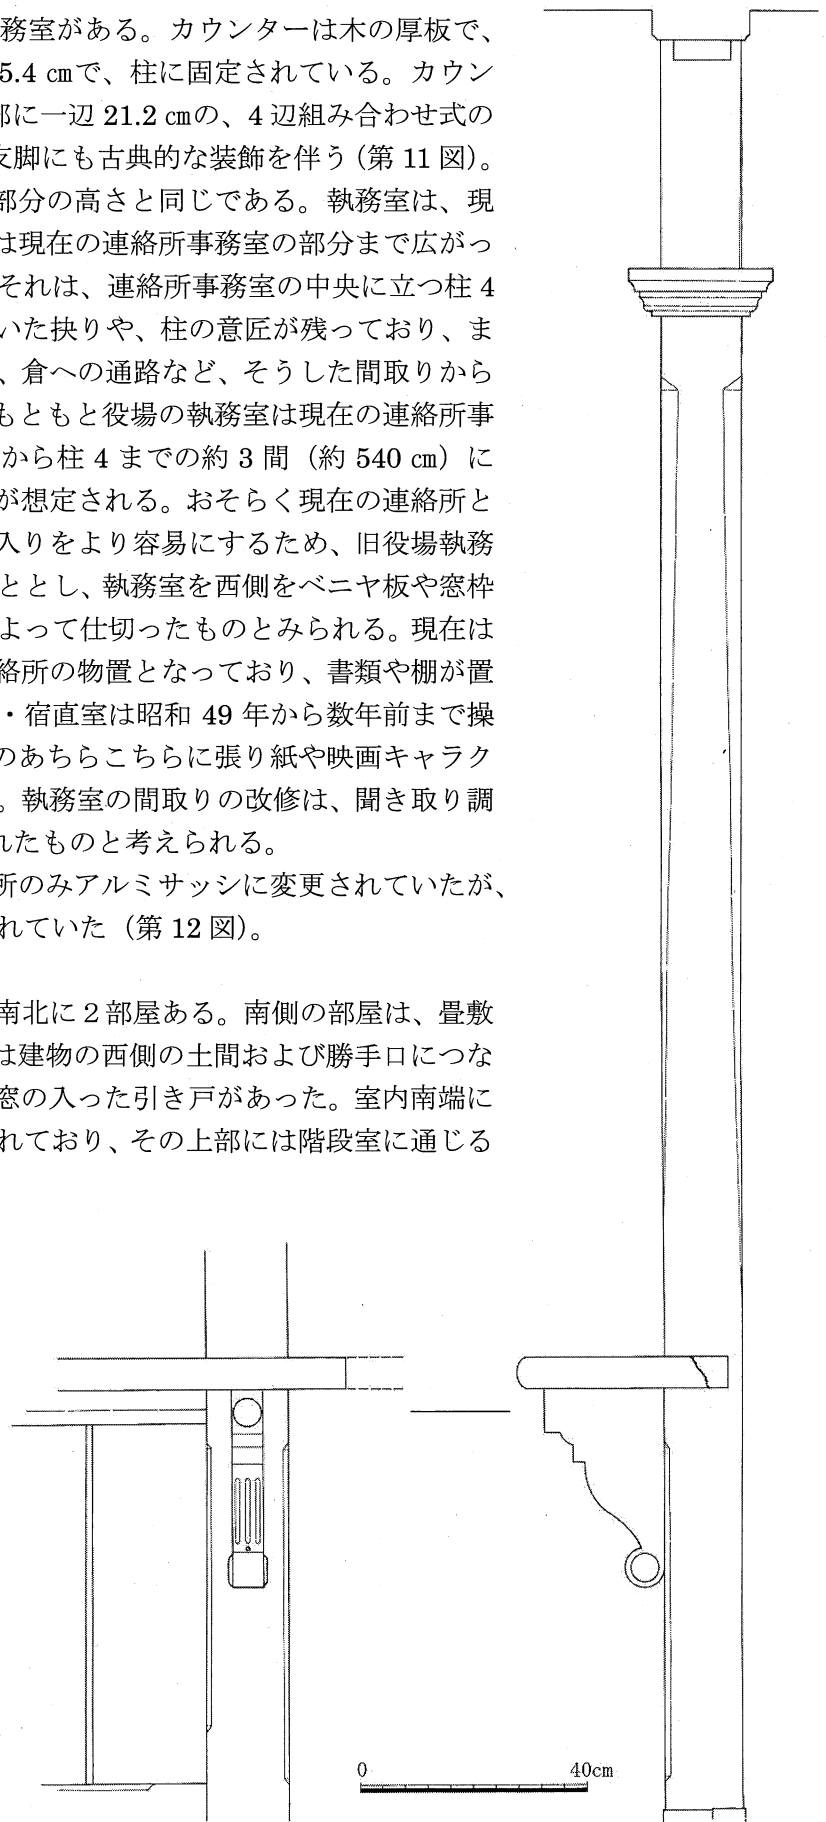 務室がある。カウンターは木の厚板で、
5.4 ㎝で、柱に固定されている。カウン
部に一辺 21.2 ㎝の、4 辺組み合わせ式の
支脚にも古典的な装飾を伴う（第 11 図）。
部分の高さと同じである。執務室は、現
は現在の連絡所事務室の部分まで広がっ
それは、連絡所事務室の中央に立つ柱 4
いた抉りや、柱の意匠が残っており、ま
、倉への通路など、そうした間取りから
もともと役場の執務室は現在の連絡所事
から柱 4 までの約 3 間（約 540 ㎝）に
が想定される。おそらく現在の連絡所と
入りをより容易にするため、旧役場執務
ととし、執務室を西側をベニヤ板や窓枠
よって仕切ったものとみられる。現在は
絡所の物置となっており、書類や棚が置
・宿直室は昭和 49 年から数年前まで操
のあちらこちらに張り紙や映画キャラク
。執務室の間取りの改修は、聞き取り調
れたものと考えられる。
所のみアルミサッシに変更されていたが、
れていた（第 12 図）。
南北に２部屋ある。南側の部屋は、畳敷
は建物の西側の土間および勝手口につな
窓の入った引き戸があった。室内南端に
れており、その上部には階段室に通じる
0 40cm